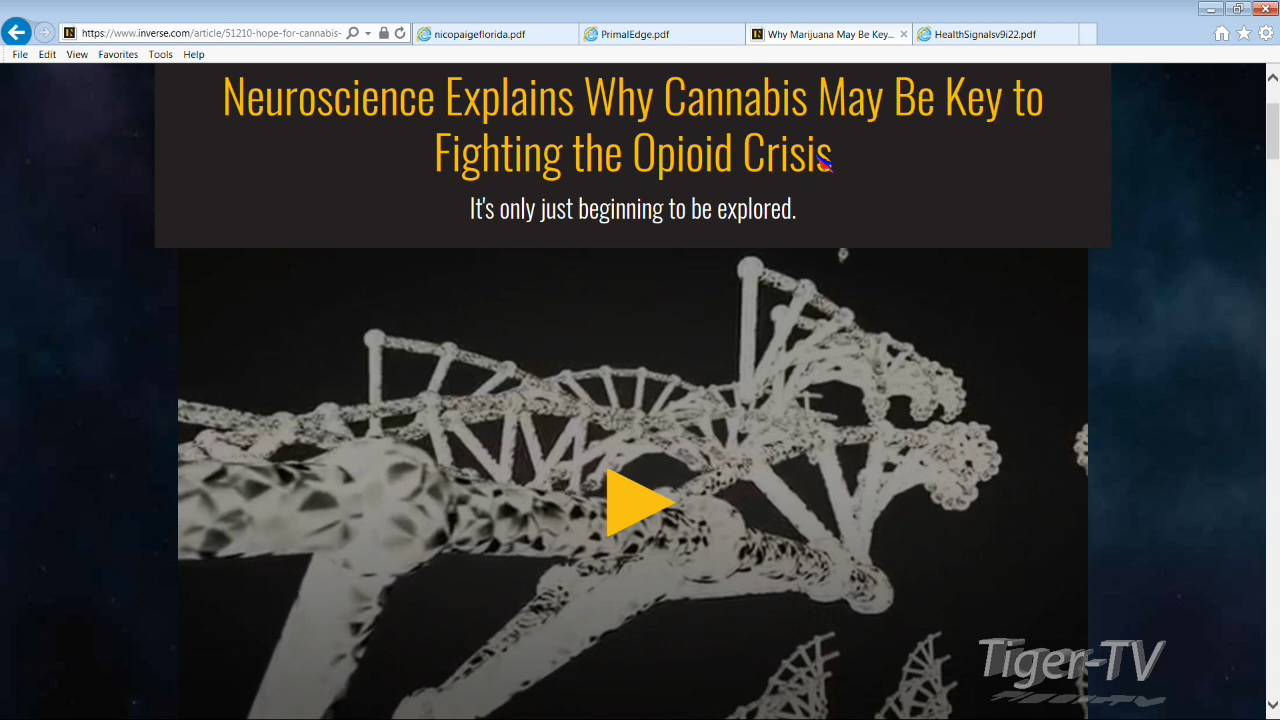 https://www.inverse.com/article/51210-hope-for-cannabis-
nicopaigeflorida.pdf
PrimalEdge.pdf
Why Marijuana May Be Key...
HealthSignalsv9i22.pdf
File Edit View Favorites Tools Help
Neuroscience Explains Why Cannabis May Be Key to
Fighting the Opioid Crisis
It's only just beginning to be explored.
Tiger-TV